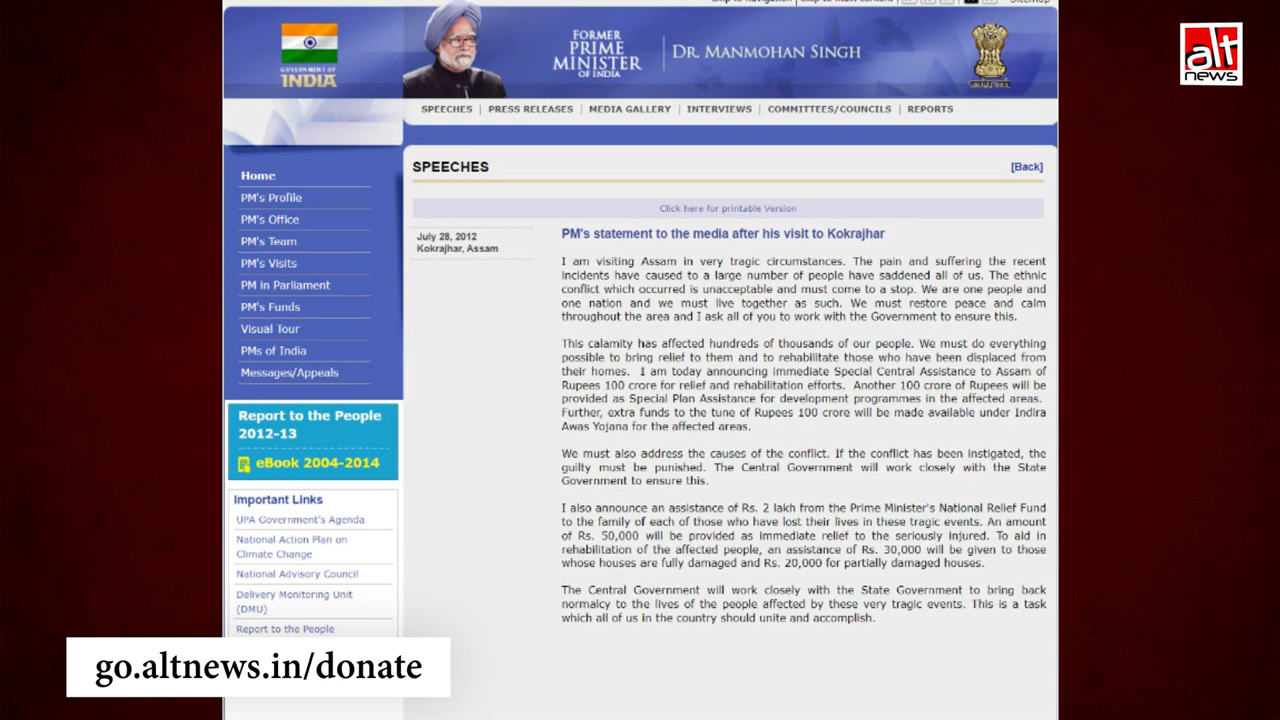 Skip to navigation | Skip to main content
Sitemap
GOVERNMENT OF
INDIA
FORMER
PRIME
MINISTER
OF INDIA
DR. MANMOHAN SINGH
alt
news
SPEECHES | PRESS RELEASES | MEDIA GALLERY | INTERVIEWS | COMMITTEES/COUNCILS | REPORTS
Home
PM's Profile
PM's Office
PM's Team
PM's Visits
PM in Parliament
PM's Funds
Visual Tour
PMs of India
Messages/Appeals
Report to the People
2012-13
eBook 2004-2014
Important Links
UPA Government's Agenda
National Action Plan on
Climate Change
National Advisory Council
Delivery Monitoring Unit
(DMU)
Report to the People
SPEECHES
[Back]
Click here for printable Version
July 28, 2012
Kokrajhar, Assam
PM's statement to the media after his visit to Kokrajhar
I am visiting Assam in very tragic circumstances. The pain and suffering the recent
incidents have caused to a large number of people have saddened all of us. The ethnic
conflict which occurred is unacceptable and must come to a stop. We are one people and
one nation and we must live together as such. We must restore peace and calm
throughout the area and I ask all of you to work with the Government to ensure this.
This calamity has affected hundreds of thousands of our people. We must do everything
possible to bring relief to them and to rehabilitate those who have been displaced from
their homes. I am today announcing immediate Special Central Assistance to Assam of
Rupees 100 crore for relief and rehabilitation efforts. Another 100 crore of Rupees will be
provided as Special Plan Assistance for development programmes in the affected areas.
Further, extra funds to the tune of Rupees 100 crore will be made available under Indira
Awas Yojana for the affected areas.
We must also address the causes of the conflict. If the conflict has been instigated, the
guilty must be punished. The Central Government will work closely with the State
Government to ensure this.
I also announce an assistance of Rs. 2 lakh from the Prime Minister's National Relief Fund
to the family of each of those who have lost their lives in these tragic events. An amount
of Rs. 50,000 will be provided as immediate relief to the seriously injured. To aid in
rehabilitation of the affected people, an assistance of Rs. 30,000 will be given to those
whose houses are fully damaged and Rs. 20,000 for partially damaged houses.
The Central Government will work closely with the State Government to bring back
normalcy to the lives of the people affected by these very tragic events. This is a task
which all of us in the country should unite and accomplish.
go.altnews.in/donate